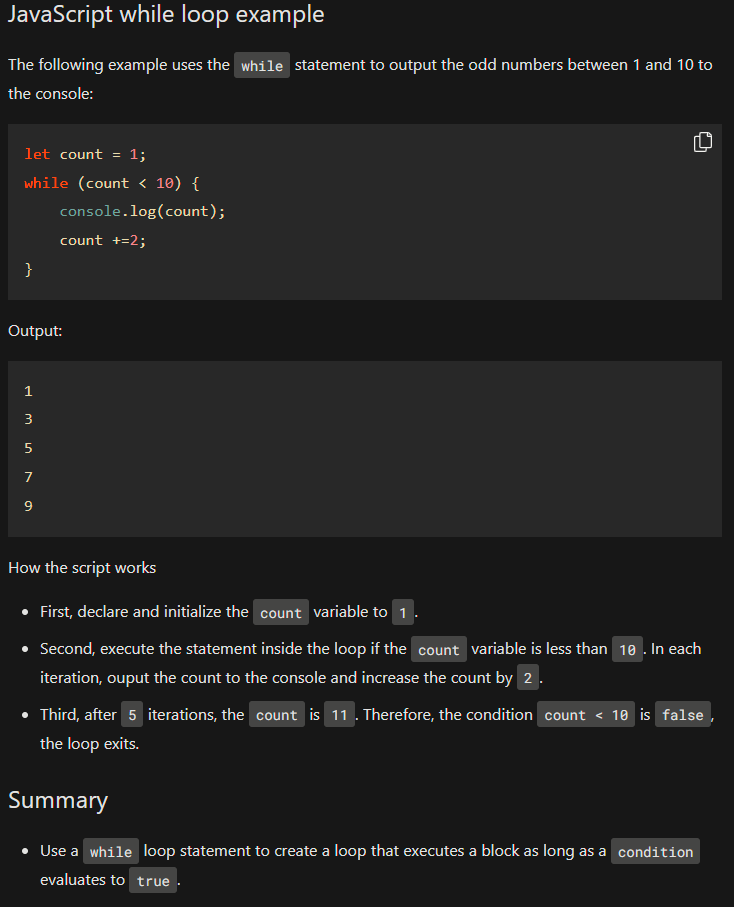 JavaScript while loop example
The following example uses the while statement to output the odd numbers between 1 and 10 to
the console:
let count = 1;
while (count < 10) {
    console.log(count);
    count +=2;
}
Output:
1
3
5
7
9
How the script works
• First, declare and initialize the count variable to 1.
• Second, execute the statement inside the loop if the count variable is less than 10. In each
iteration, ouput the count to the console and increase the count by 2.
• Third, after 5 iterations, the count is 11. Therefore, the condition count < 10 is false,
the loop exits.
Summary
• Use a while loop statement to create a loop that executes a block as long as a condition
evaluates to true.